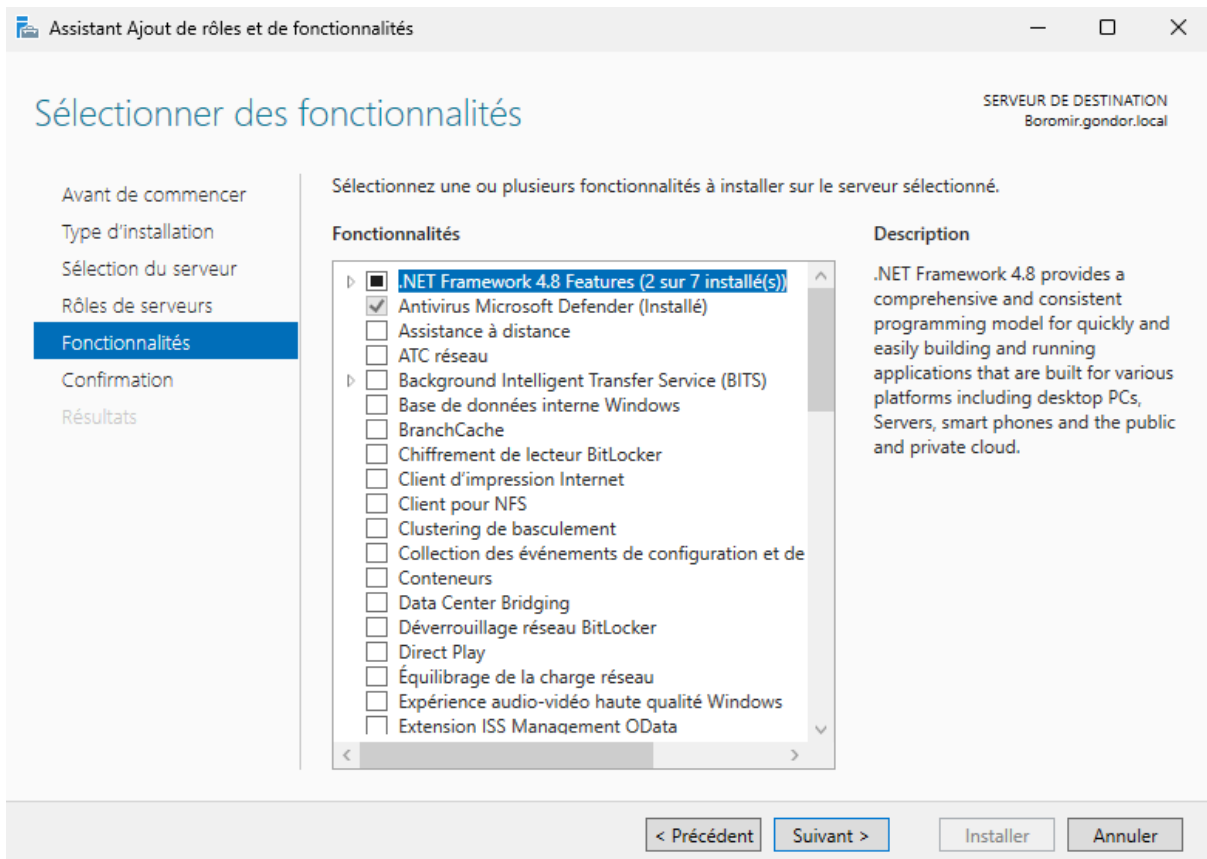 Assistant Ajout de rôles et de fonctionnalités
Sélectionner des fonctionnalités
SERVEUR DE DESTINATION
Boromir.gondor.local
Avant de commencer
Type d'installation
Sélection du serveur
Rôles de serveurs
Fonctionnalités
Confirmation
Résultats
Sélectionnez une ou plusieurs fonctionnalités à installer sur le serveur sélectionné.
Fonctionnalités
.NET Framework 4.8 Features (2 sur 7 installé(s))
Antivirus Microsoft Defender (Installé)
Assistance à distance
ATC réseau
Background Intelligent Transfer Service (BITS)
Base de données interne Windows
BranchCache
Chiffrement de lecteur BitLocker
Client d'impression Internet
Client pour NFS
Clustering de basculement
Collection des événements de configuration et de
Conteneurs
Data Center Bridging
Déverrouillage réseau BitLocker
Direct Play
Équilibrage de la charge réseau
Expérience audio-vidéo haute qualité Windows
Extension ISS Management OData
Description
.NET Framework 4.8 provides a
comprehensive and consistent
programming model for quickly and
easily building and running
applications that are built for various
platforms including desktop PCs,
Servers, smart phones and the public
and private cloud.
< Précédent
Suivant >
Installer
Annuler